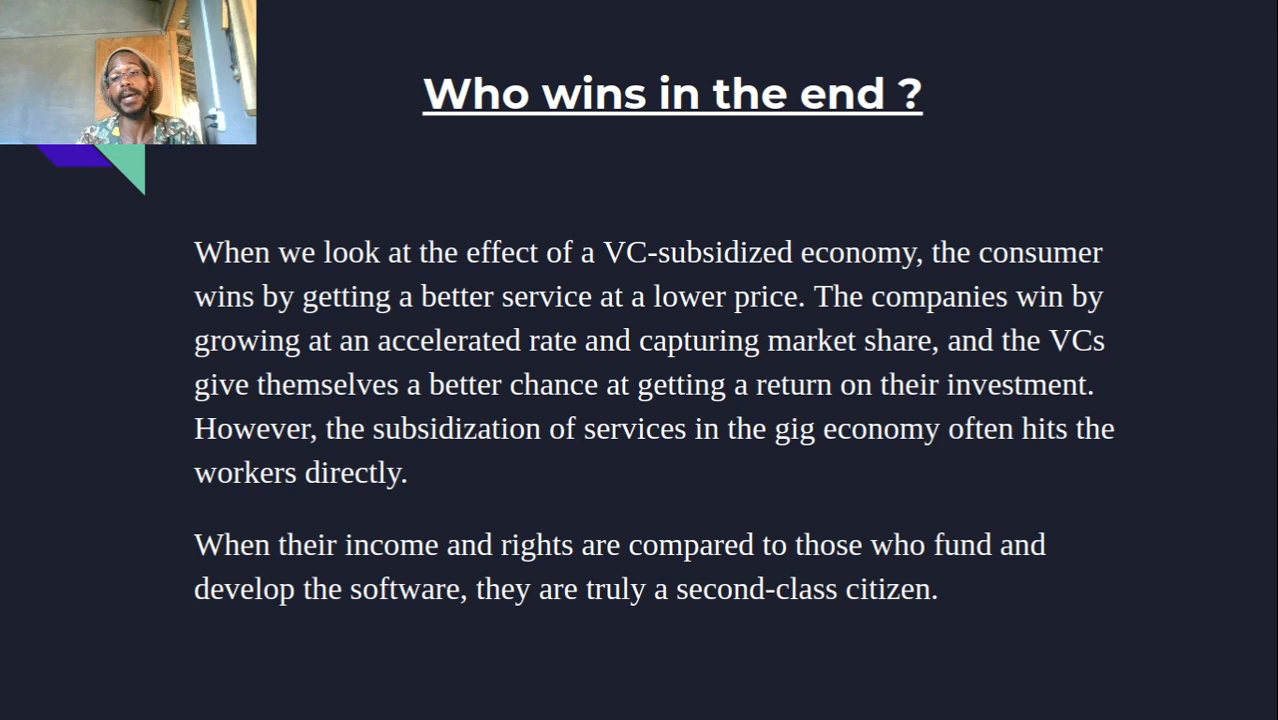 Who wins in the end ?
When we look at the effect of a VC-subsidized economy, the consumer
wins by getting a better service at a lower price. The companies win by
growing at an accelerated rate and capturing market share, and the VCs
give themselves a better chance at getting a return on their investment.
However, the subsidization of services in the gig economy often hits the
workers directly.
When their income and rights are compared to those who fund and
develop the software, they are truly a second-class citizen.